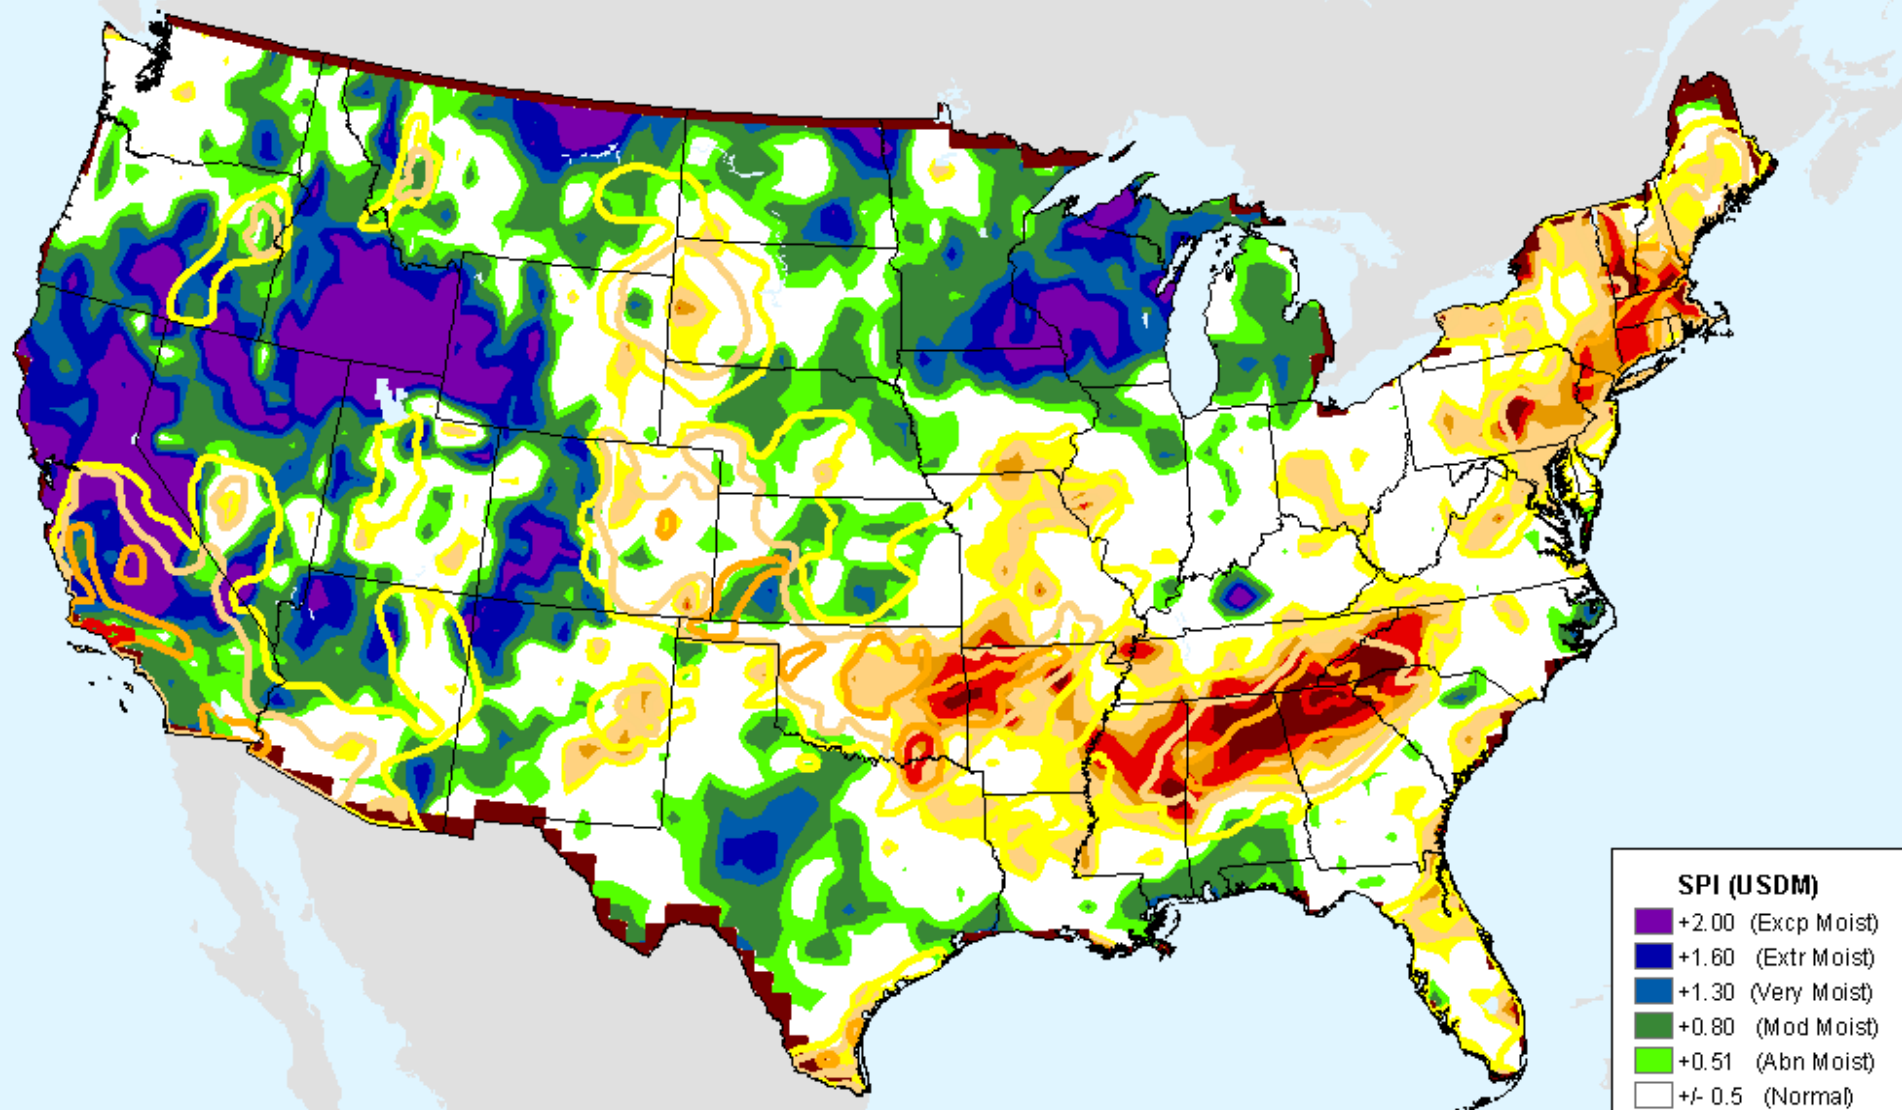 SPI (USDM)
+2.00 (Excp Moist)
+1.60 (Extr Moist)
+1.30 (Very Moist)
+0.80 (Mod Moist)
+0.51 (Abn Moist)
+/- 0.5 (Normal)